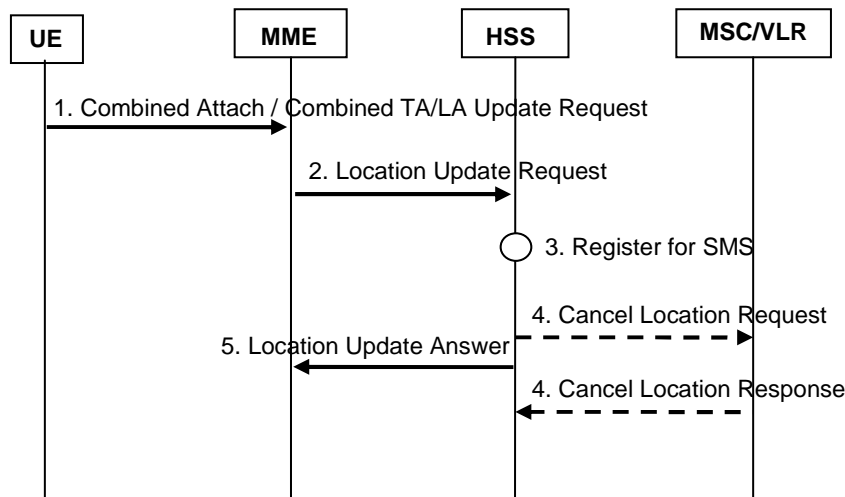 UE
MME
HSS
MSC/VLR
1. Combined Attach / Combined TA/LA Update Request
2. Location Update Request
3. Register for SMS
4. Cancel Location Request
5. Location Update Answer
4. Cancel Location Response